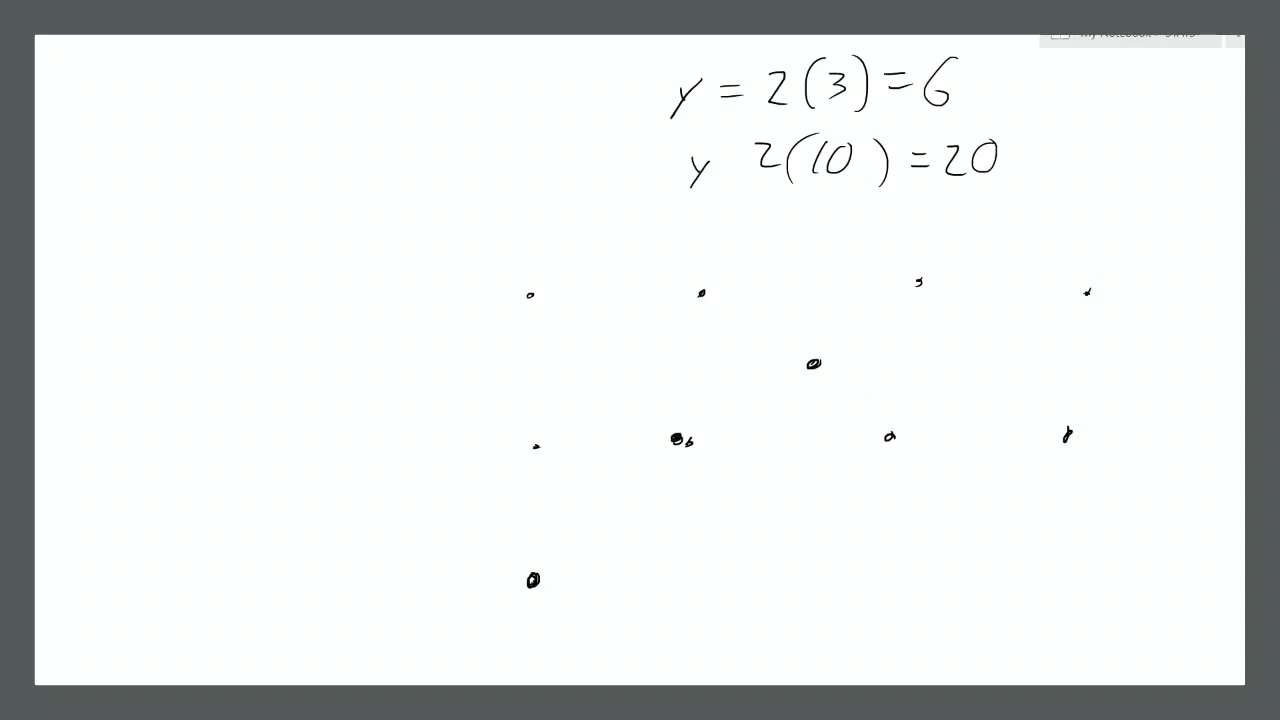 y = 2(3) = 6
y 2(10) = 20